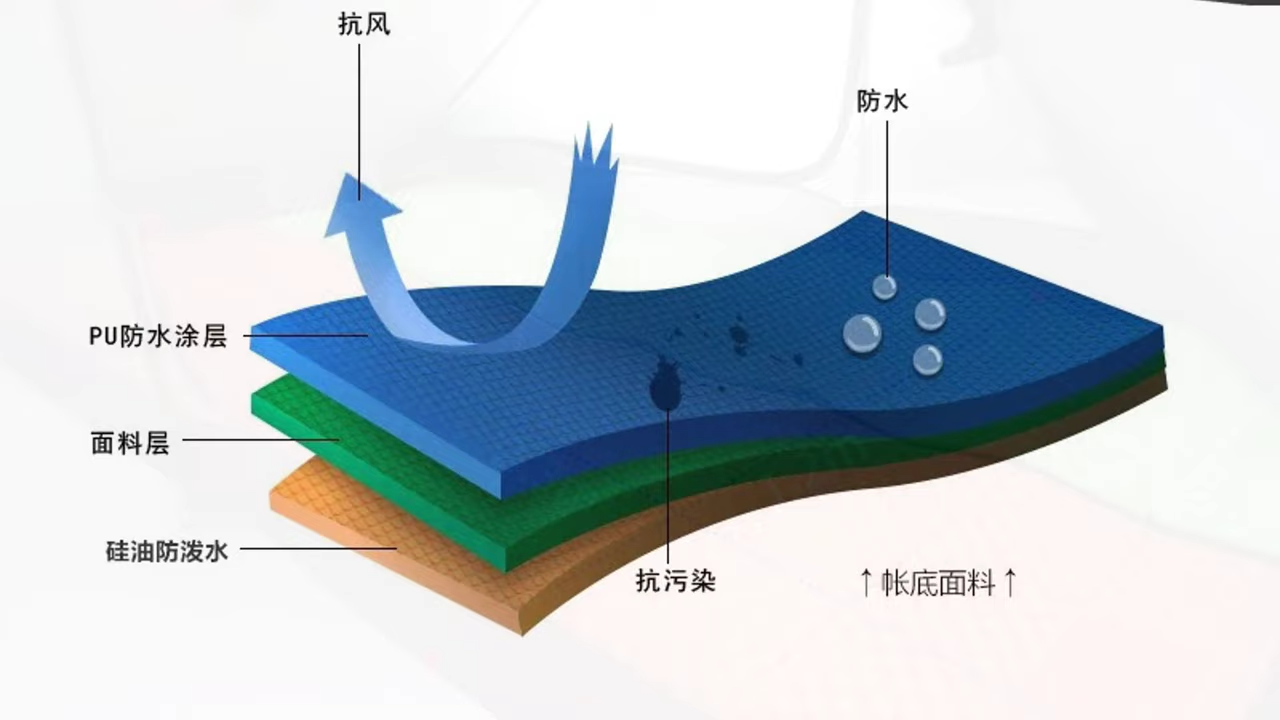 抗风
防水
PU防水涂层
面料层
硅油防泼水
抗污染
↑帐底面料↑